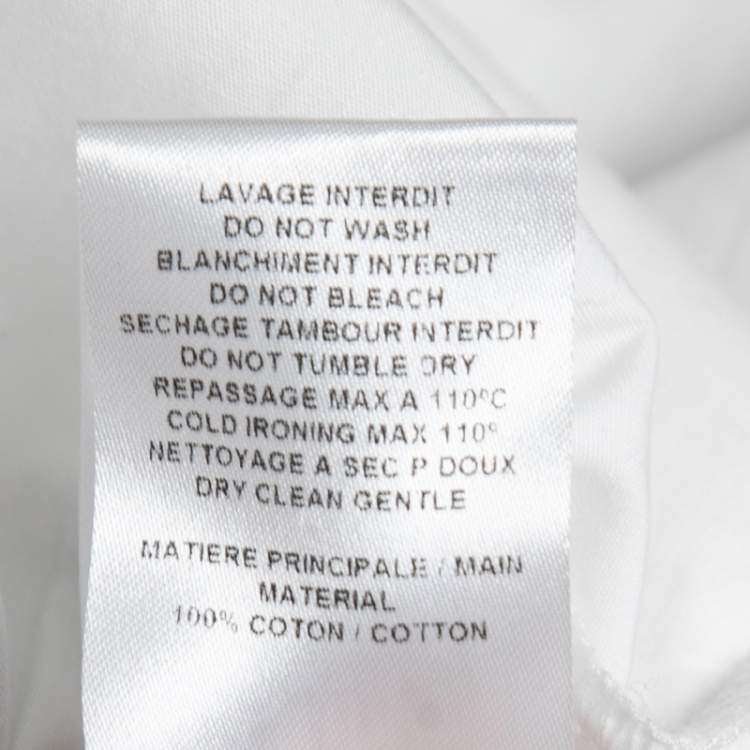 LAVAGE INTERDIT
DO NOT WASH
BLANCHIMENT INTERDIT
DO NOT BLEACH
SECHAGE TAMBOUR INTERDIT
DO NOT TUMBLE DRY
REPASSAGE MAX A 110°C
COLD IRONING MAX 110°
NETTOYAGE A SEC P DOUX
DRY CLEAN GENTLE
MATIERE PRINCIPALE / MAIN
MATERIAL
100% COTON / COTTON